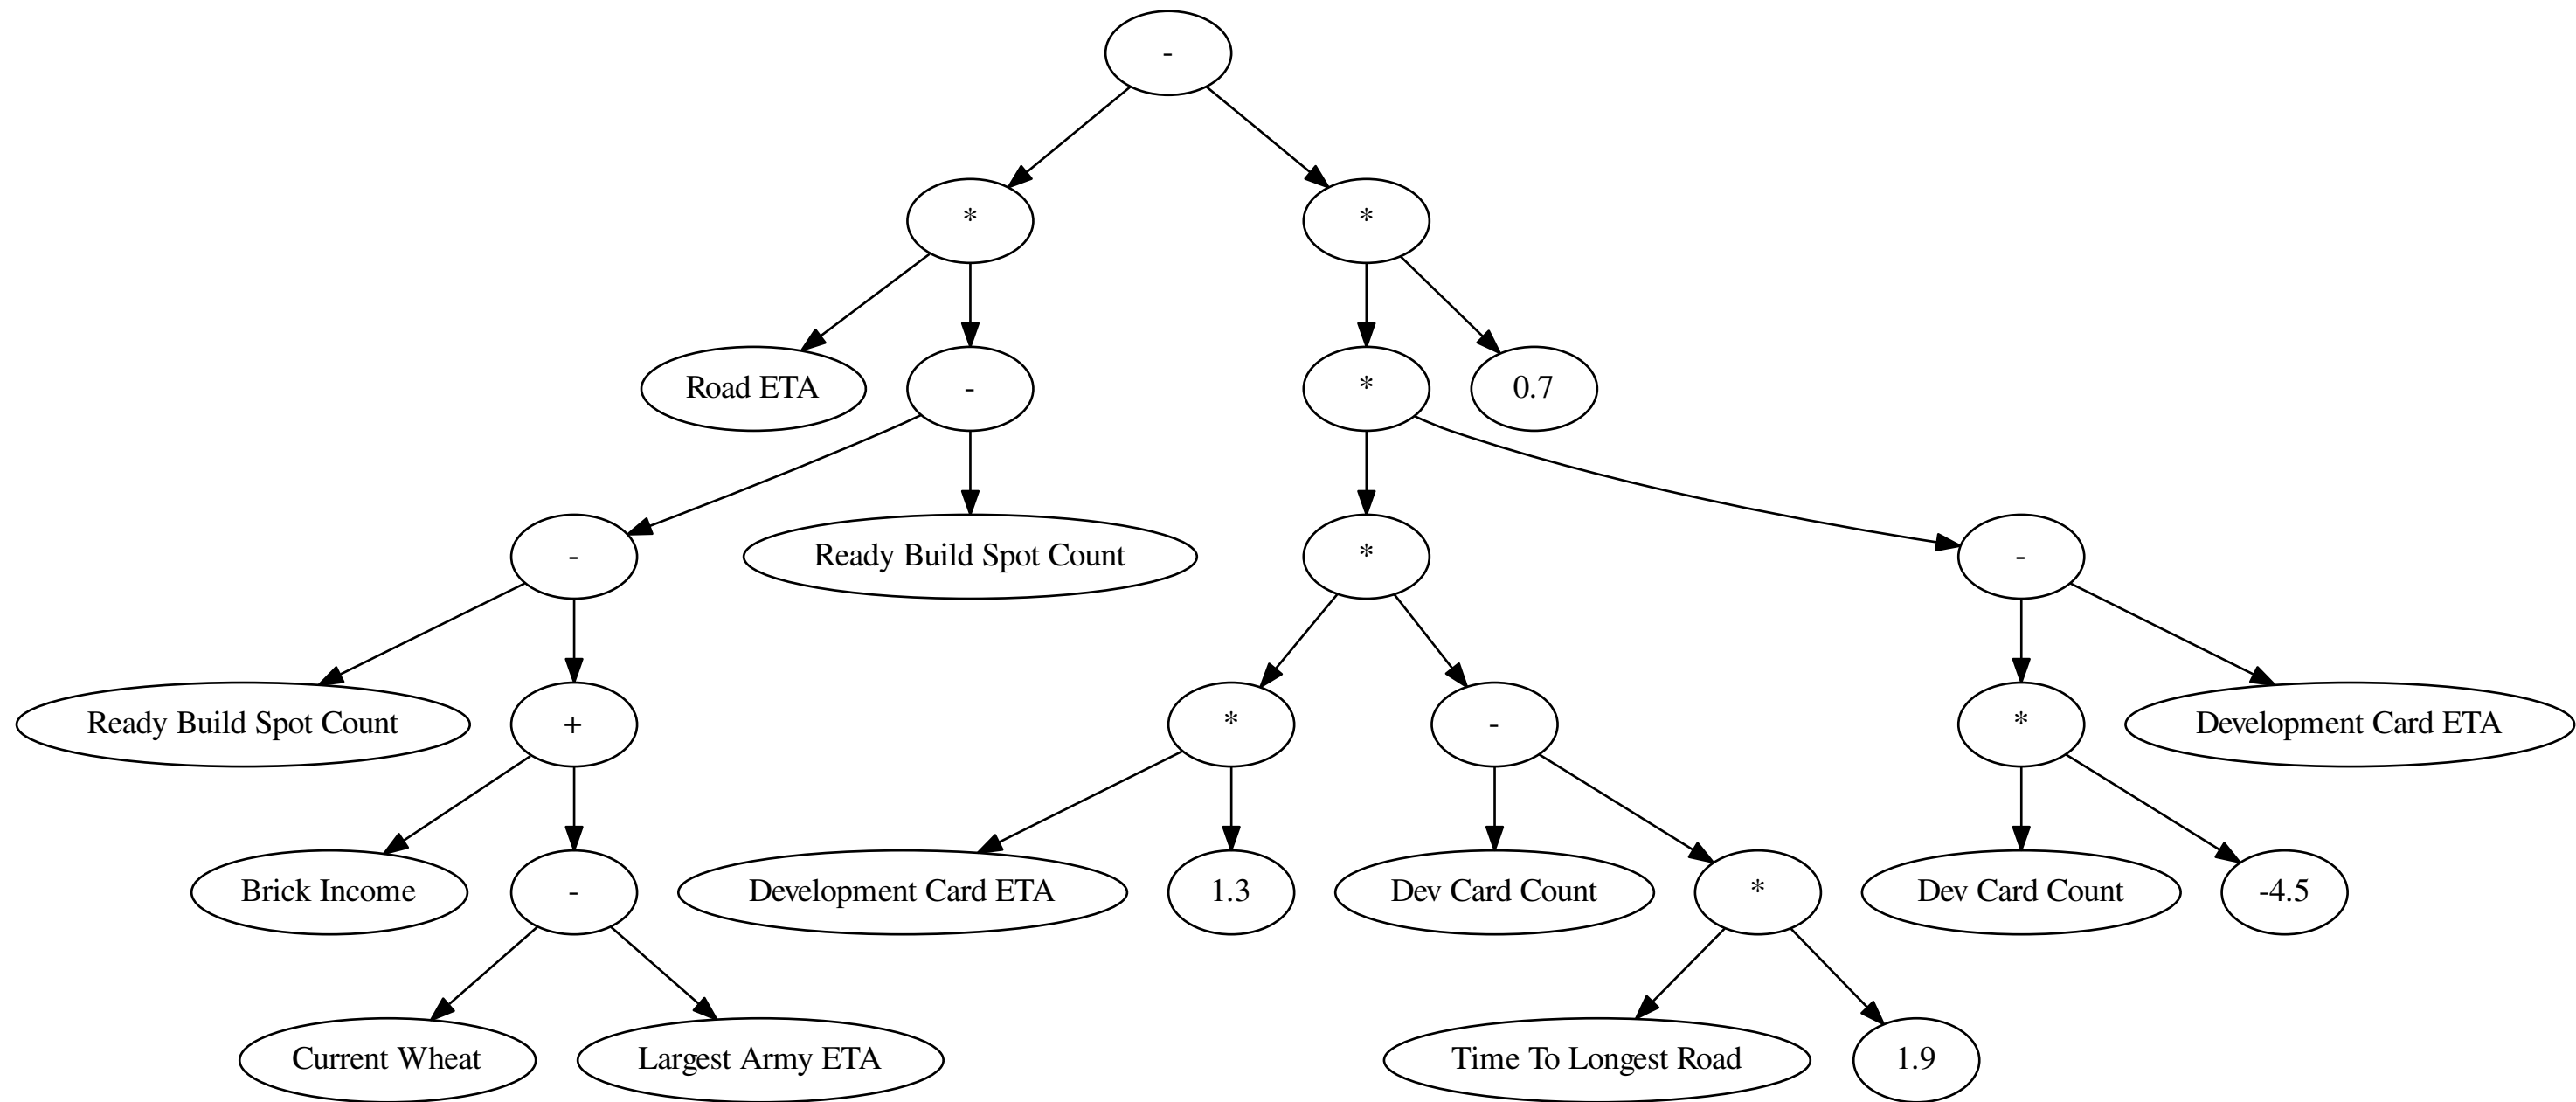 -
*
*
Road ETA
-
*
0.7
-
Ready Build Spot Count
*
-
Ready Build Spot Count
+
*
-
*
Development Card ETA
Brick Income
-
Development Card ETA
1.3
Dev Card Count
*
Dev Card Count
-4.5
Current Wheat
Largest Army ETA
Time To Longest Road
1.9